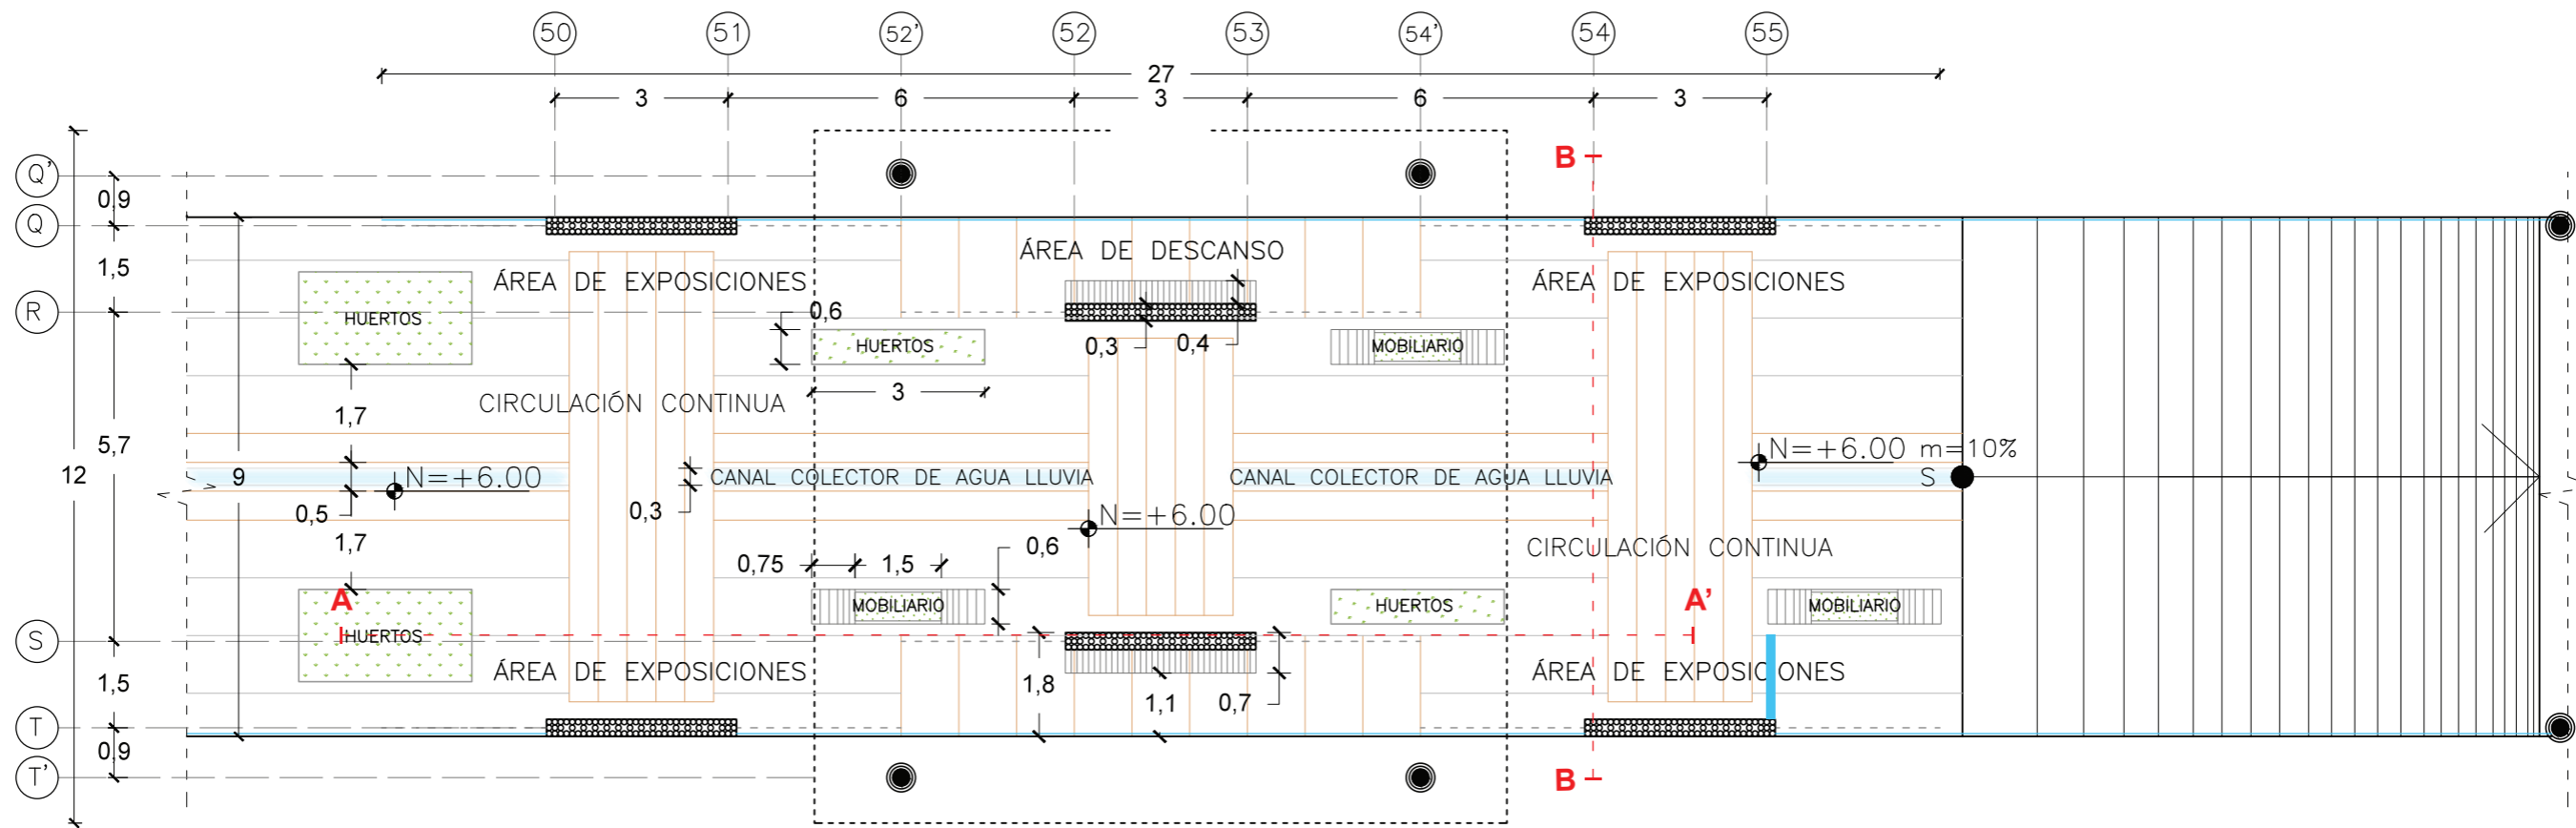 50 51 52' 52 53 54' 54 55
27
3 6 3 6 3
B
Q'
0,9
Q
1,5
ÁREA DE DESCANSO
ÁREA DE EXPOSICIONES ÁREA DE EXPOSICIONES
R
HUERTOS
0,6
HUERTOS 0,3 0,4 MOBILIARIO
3
CIRCULACIÓN CONTINUA
1,7
5,7
N=+6.00 m=10%
12 9 N=+6.00 CANAL COLECTOR DE AGUA LLUVIA CANAL COLECTOR DE AGUA LLUVIA S
0,5 0,3 N=+6.00
1,7 0,6 CIRCULACIÓN CONTINUA
0,75 1,5
A A'
MOBILIARIO HUERTOS MOBILIARIO
S HUERTOS
ÁREA DE EXPOSICIONES ÁREA DE EXPOSICIONES
1,5 1,8 1,1 0,7
T
0,9
T' B